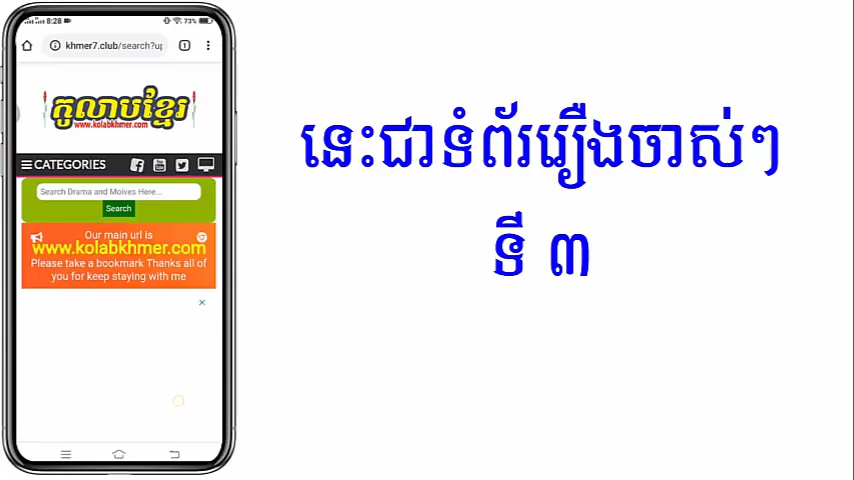 8:28
73%
khmer7.club/search?up
1
កូលាបខ្មែរ
www.kolabkhmer.com
CATEGORIES
Search Drama and Moives Here...
Search
Our main url is
www.kolabkhmer.com
Please take a bookmark Thanks all of
you for keep staying with me
នេះជាទំព័ររឿងចាស់ៗ
ទី ៣